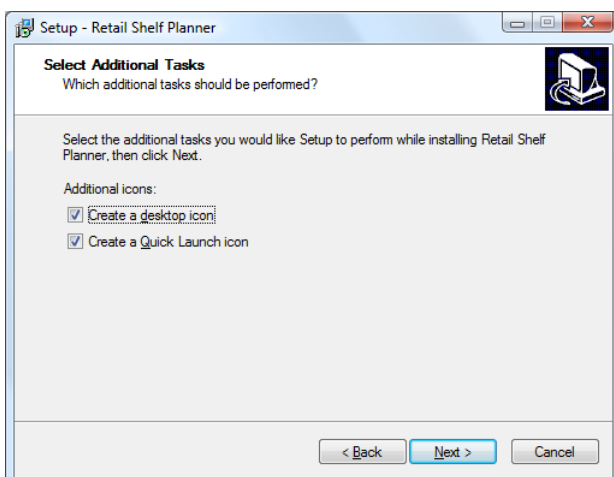 Setup - Retail Shelf Planner
Select Additional Tasks
Which additional tasks should be performed?
Select the additional tasks you would like Setup to perform while installing Retail Shelf
Planner, then click Next.
Additional icons:
Create a desktop icon
Create a Quick Launch icon
< Back
Next >
Cancel